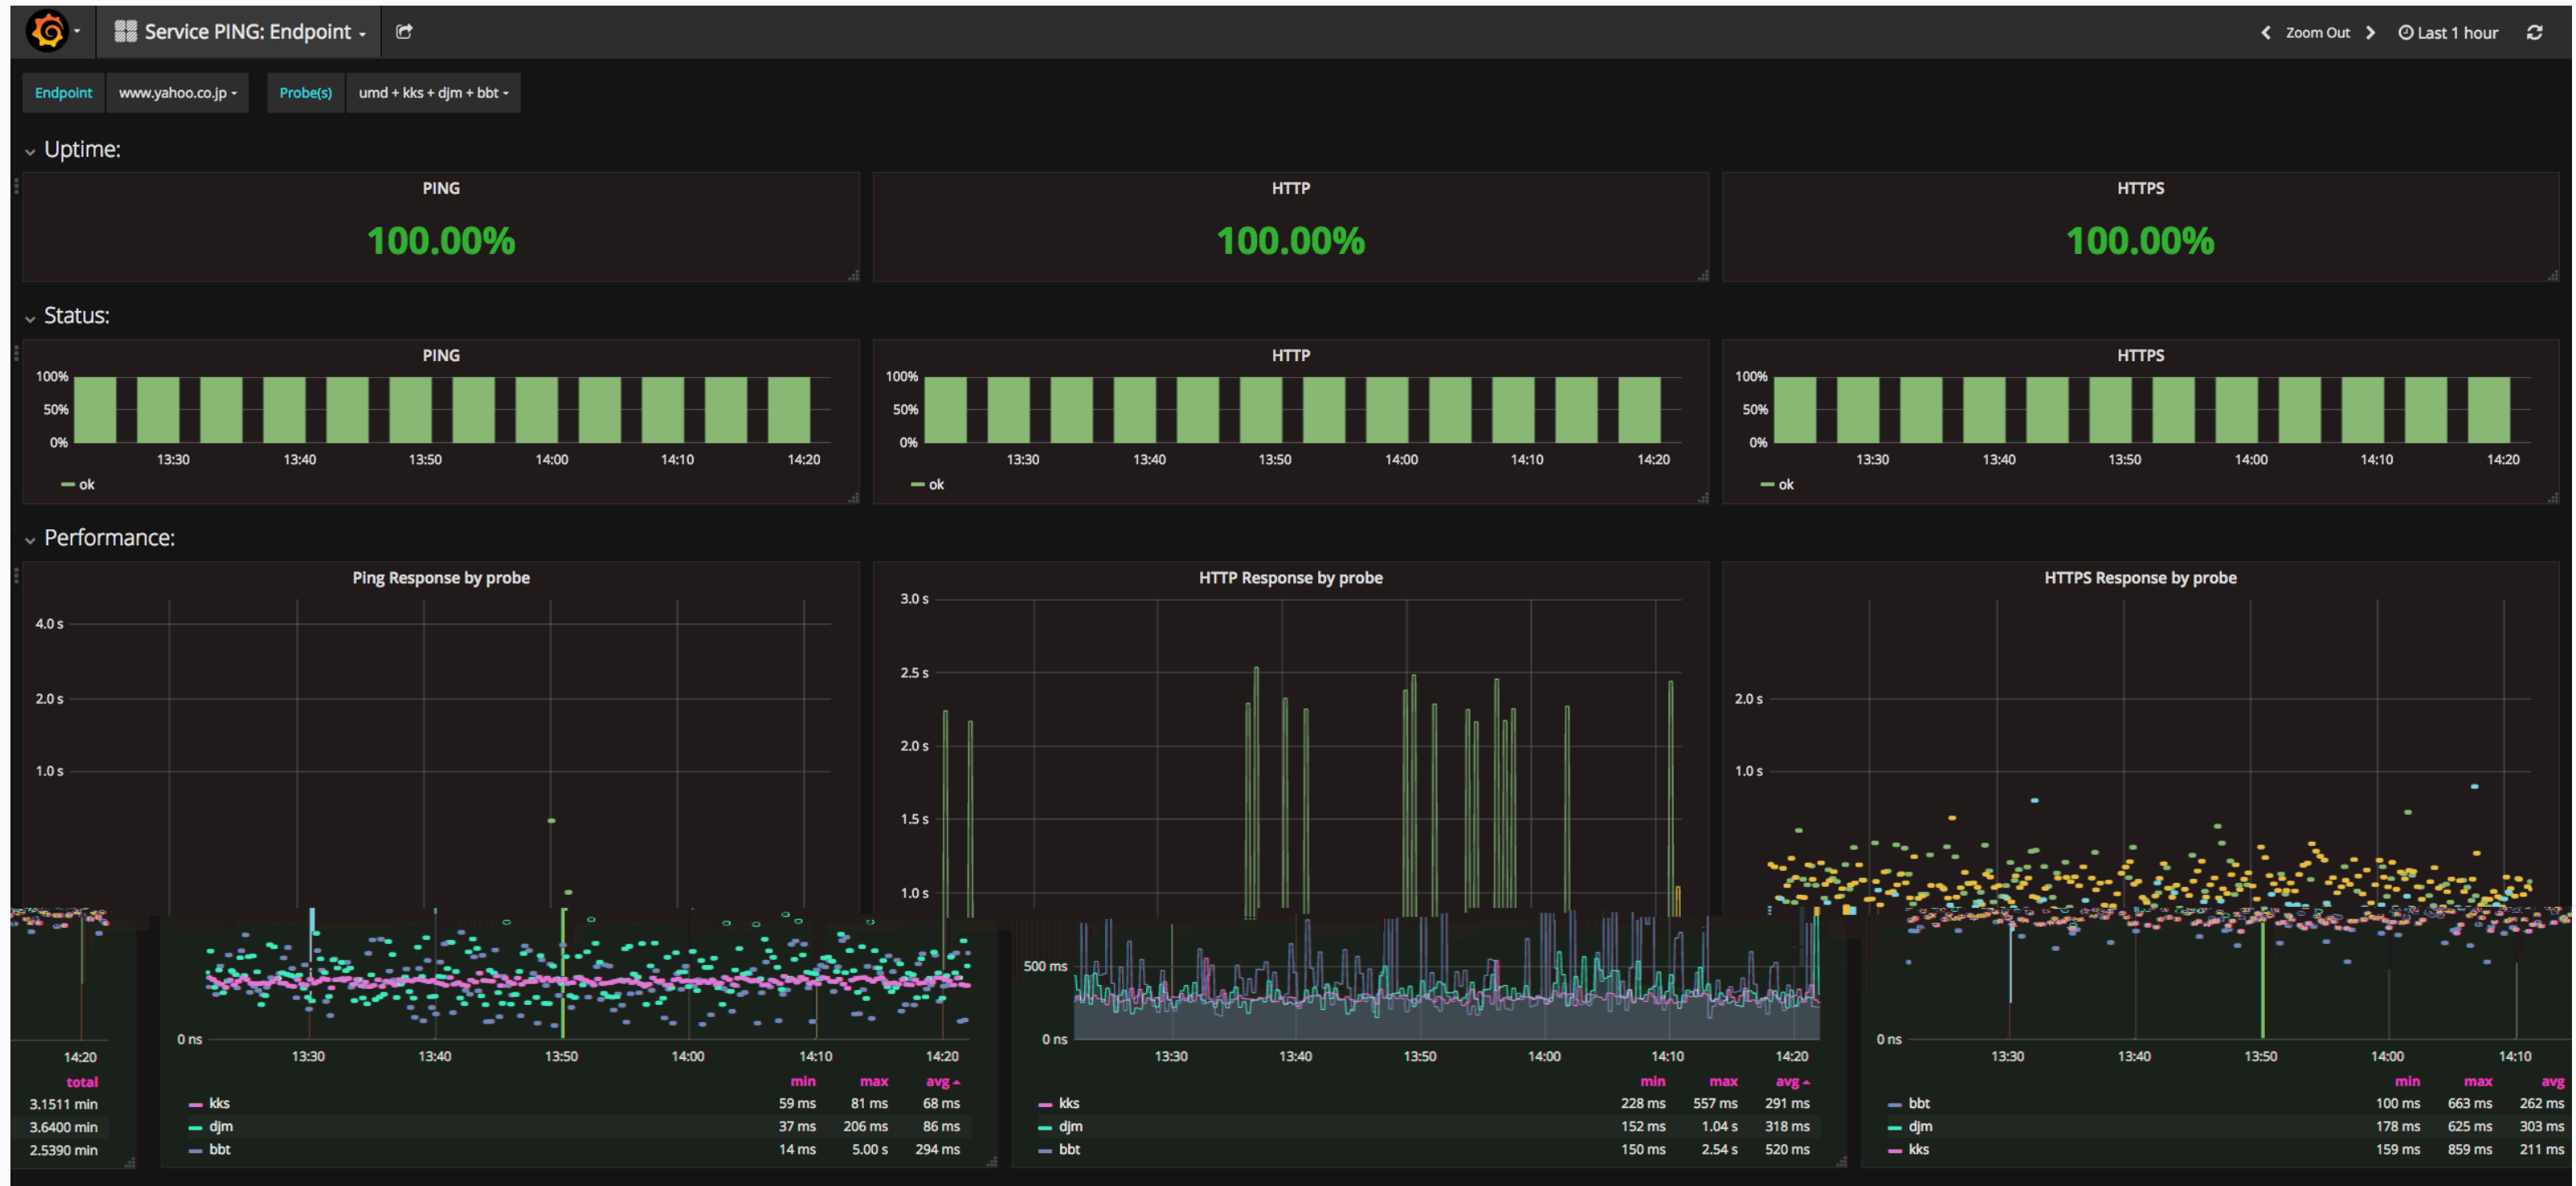 Service PING: Endpoint
Zoom Out
Last 1 hour
Endpoint www.yahoo.co.jp Probe(s) umd + kks + djm + bbt
Uptime:
PING
100.00%
HTTP
100.00%
HTTPS
100.00%
Status:
PING
100%
50%
0%
13:30 13:40 13:50 14:00 14:10 14:20
ok
HTTP
100%
50%
0%
13:30 13:40 13:50 14:00 14:10 14:20
ok
HTTPS
100%
50%
0%
13:30 13:40 13:50 14:00 14:10 14:20
ok
Performance:
Ping Response by probe
4.0 s
2.0 s
1.0 s
HTTP Response by probe
3.0 s
2.5 s
2.0 s
1.5 s
1.0 s
HTTPS Response by probe
2.0 s
1.0 s
14:20
total
3.1511 min
3.6400 min
2.5390 min
0 ns
13:30 13:40 13:50 14:00 14:10 14:20
min max avg
kks 59 ms 81 ms 68 ms
djm 37 ms 206 ms 86 ms
bbt 14 ms 5.00 s 294 ms
500 ms
0 ns
13:30 13:40 13:50 14:00 14:10 14:20
min max avg
kks 228 ms 557 ms 291 ms
djm 152 ms 1.04 s 318 ms
bbt 150 ms 2.54 s 520 ms
0 ns
13:30 13:40 13:50 14:00 14:10
min max avg
bbt 100 ms 663 ms 262 ms
djm 178 ms 625 ms 303 ms
kks 159 ms 859 ms 211 ms